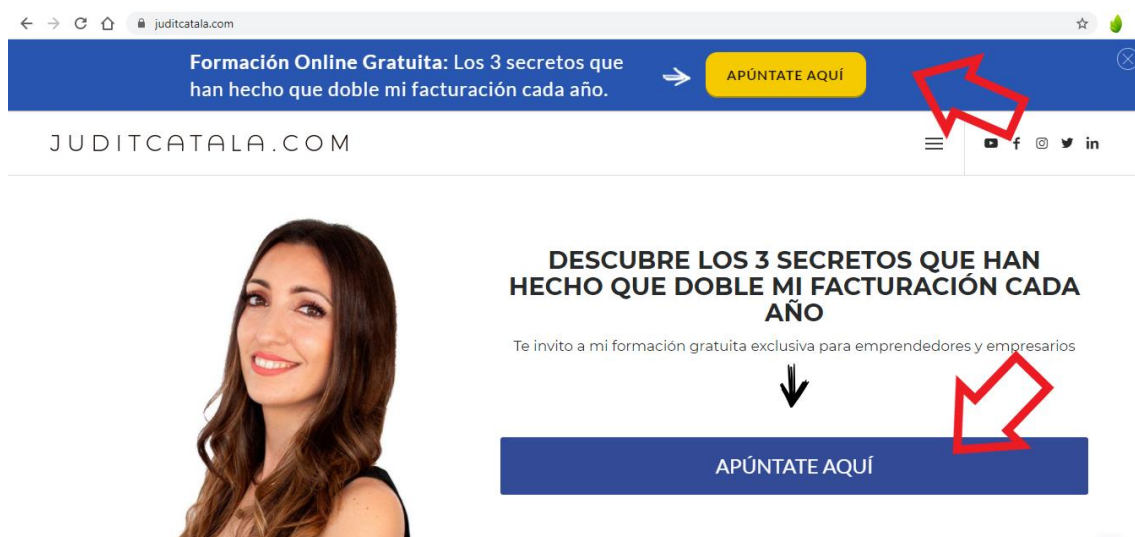 juditcatala.com
Formación Online Gratuita: Los 3 secretos que
han hecho que doble mi facturación cada año.
APÚNTATE AQUÍ
JUDITCATALA.COM
DESCUBRE LOS 3 SECRETOS QUE HAN
HECHO QUE DOBLE MI FACTURACIÓN CADA
AÑO
Te invito a mi formación gratuita exclusiva para emprendedores y empresarios
APÚNTATE AQUÍ